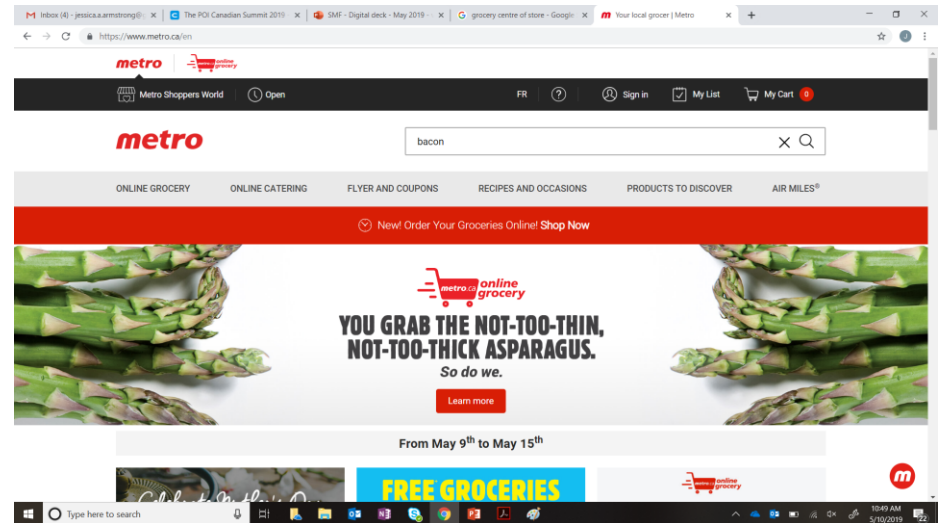 Inbox (4) - jessica.a.armstrong@
The POI Canadian Summit 2019 -
SMF - Digital deck - May 2019 -
grocery centre of store - Google
Your local grocer | Metro
https://www.metro.ca/en
metro
online
grocery
Metro Shoppers World
Open
FR
?
Sign in
My List
My Cart 0
metro
bacon
ONLINE GROCERY
ONLINE CATERING
FLYER AND COUPONS
RECIPES AND OCCASIONS
PRODUCTS TO DISCOVER
AIR MILES®
New! Order Your Groceries Online! Shop Now
metro.ca online
grocery
YOU GRAB THE NOT-TOO-THIN,
NOT-TOO-THICK ASPARAGUS.
So do we.
Learn more
From May 9th to May 15th
Celebrate Mother's Day
FREE GROCERIES
online
grocery
m
Type here to search
10:49 AM
5/10/2019
22